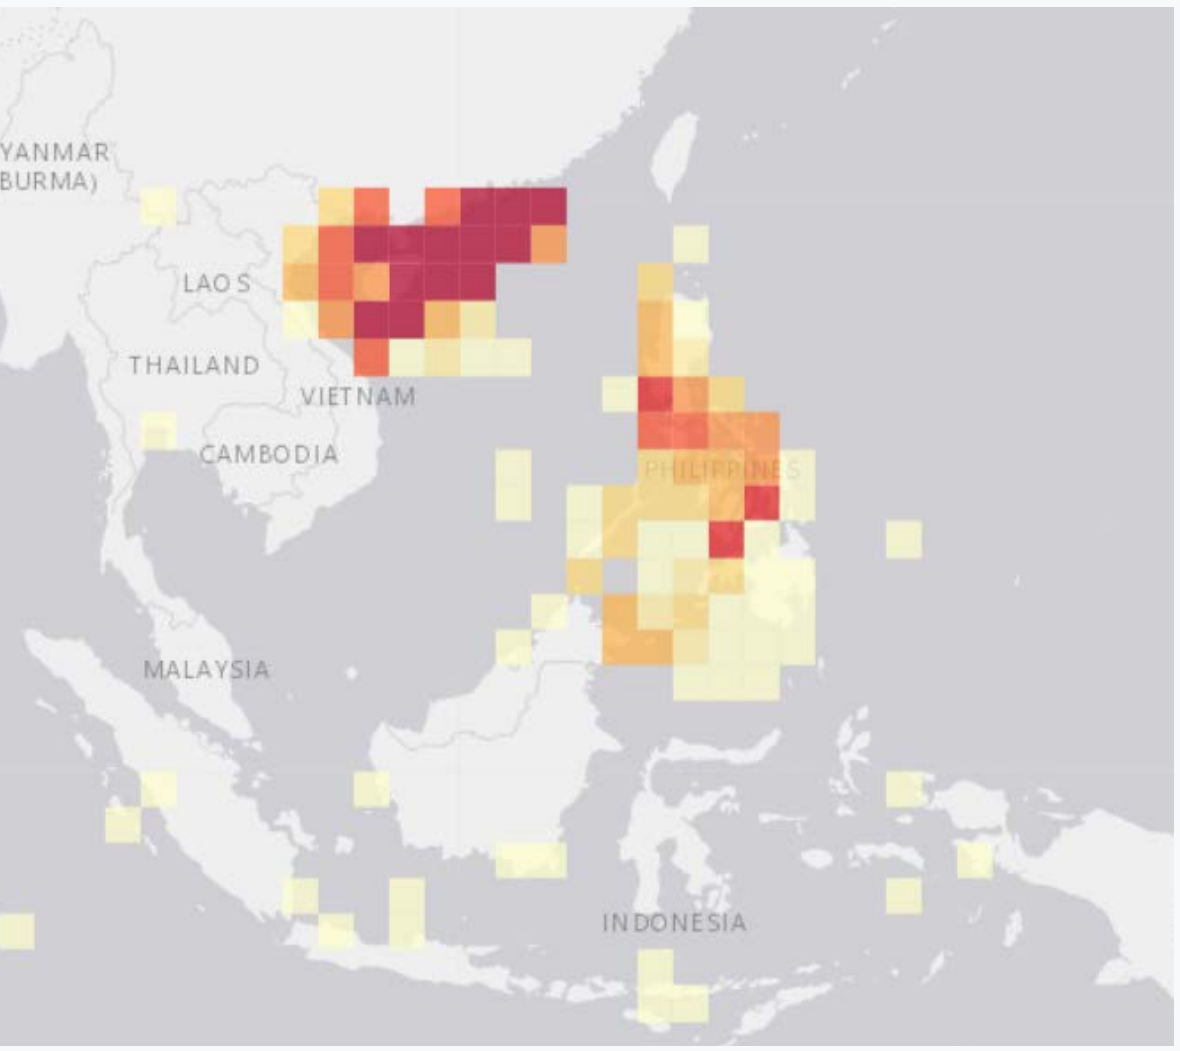 YANMAR
BURMA)
LAOS
THAILAND
VIETNAM
CAMBODIA
PHILIPPINES
MALAYSIA
INDONESIA